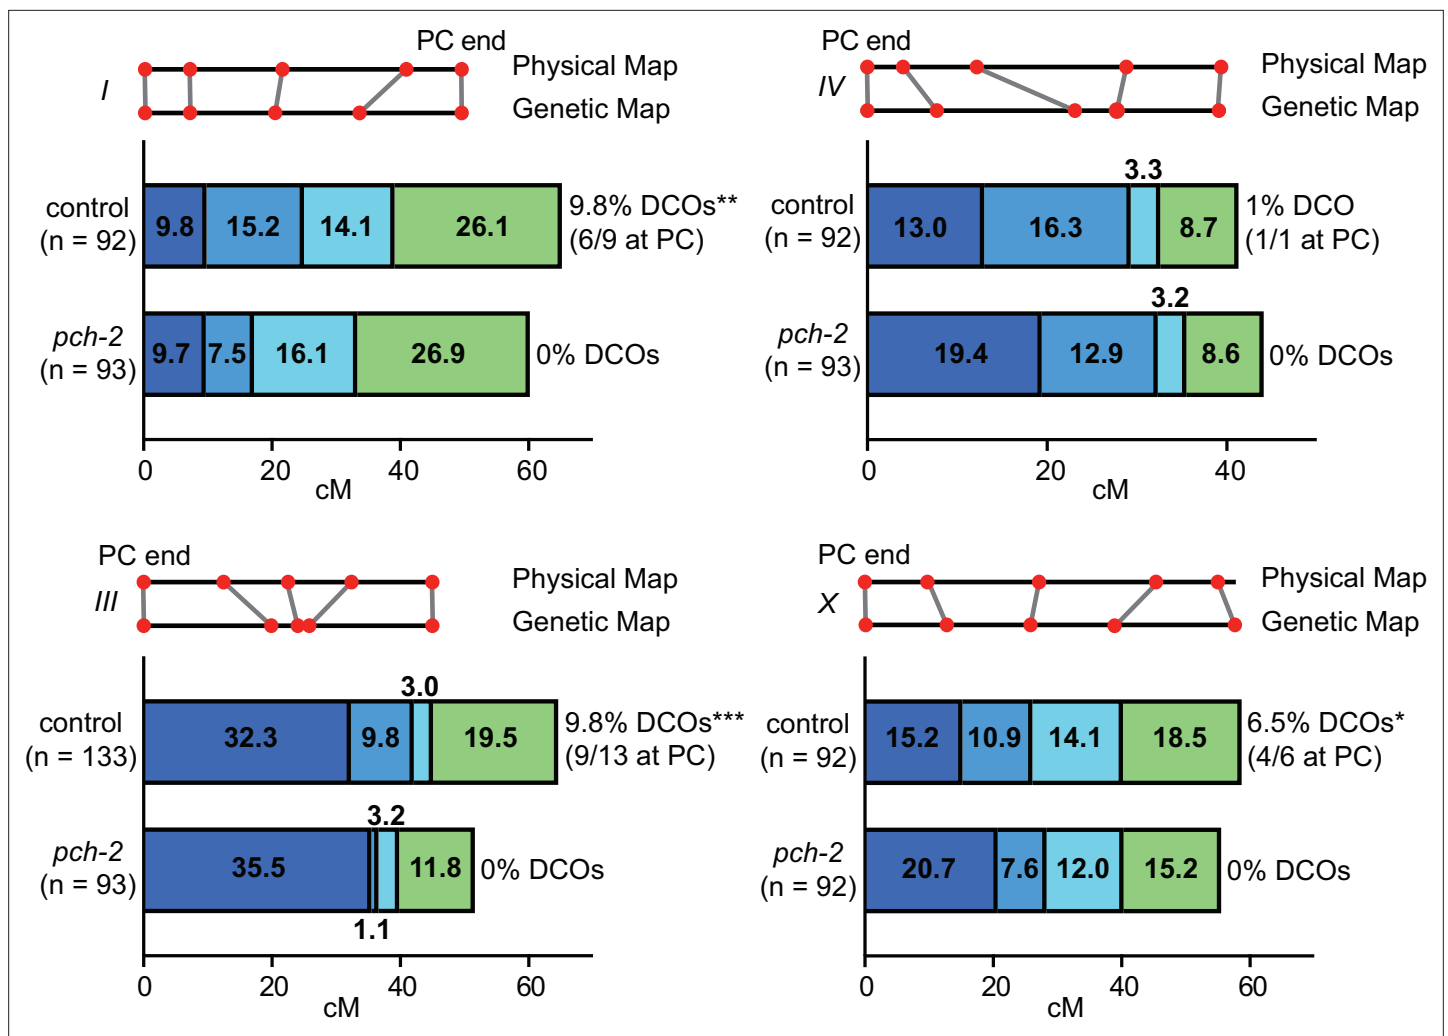 PC end
I
Physical Map
Genetic Map
control
(n = 92)
9.8 15.2 14.1 26.1
9.8% DCOs**
(6/9 at PC)
pch-2
(n = 93)
9.7 7.5 16.1 26.9
0% DCOs
0 20 40 60
cM
PC end
IV
Physical Map
Genetic Map
3.3
control
(n = 92)
13.0 16.3 8.7
1% DCO
(1/1 at PC)
3.2
pch-2
(n = 93)
19.4 12.9 8.6
0% DCOs
0 20 40
cM
PC end
III
Physical Map
Genetic Map
3.0
control
(n = 133)
32.3 9.8 19.5
9.8% DCOs***
(9/13 at PC)
3.2
pch-2
(n = 93)
35.5 11.8
0% DCOs
1.1
0 20 40 60
cM
PC end
X
Physical Map
Genetic Map
control
(n = 92)
15.2 10.9 14.1 18.5
6.5% DCOs*
(4/6 at PC)
pch-2
(n = 92)
20.7 7.6 12.0 15.2
0% DCOs
0 20 40 60
cM